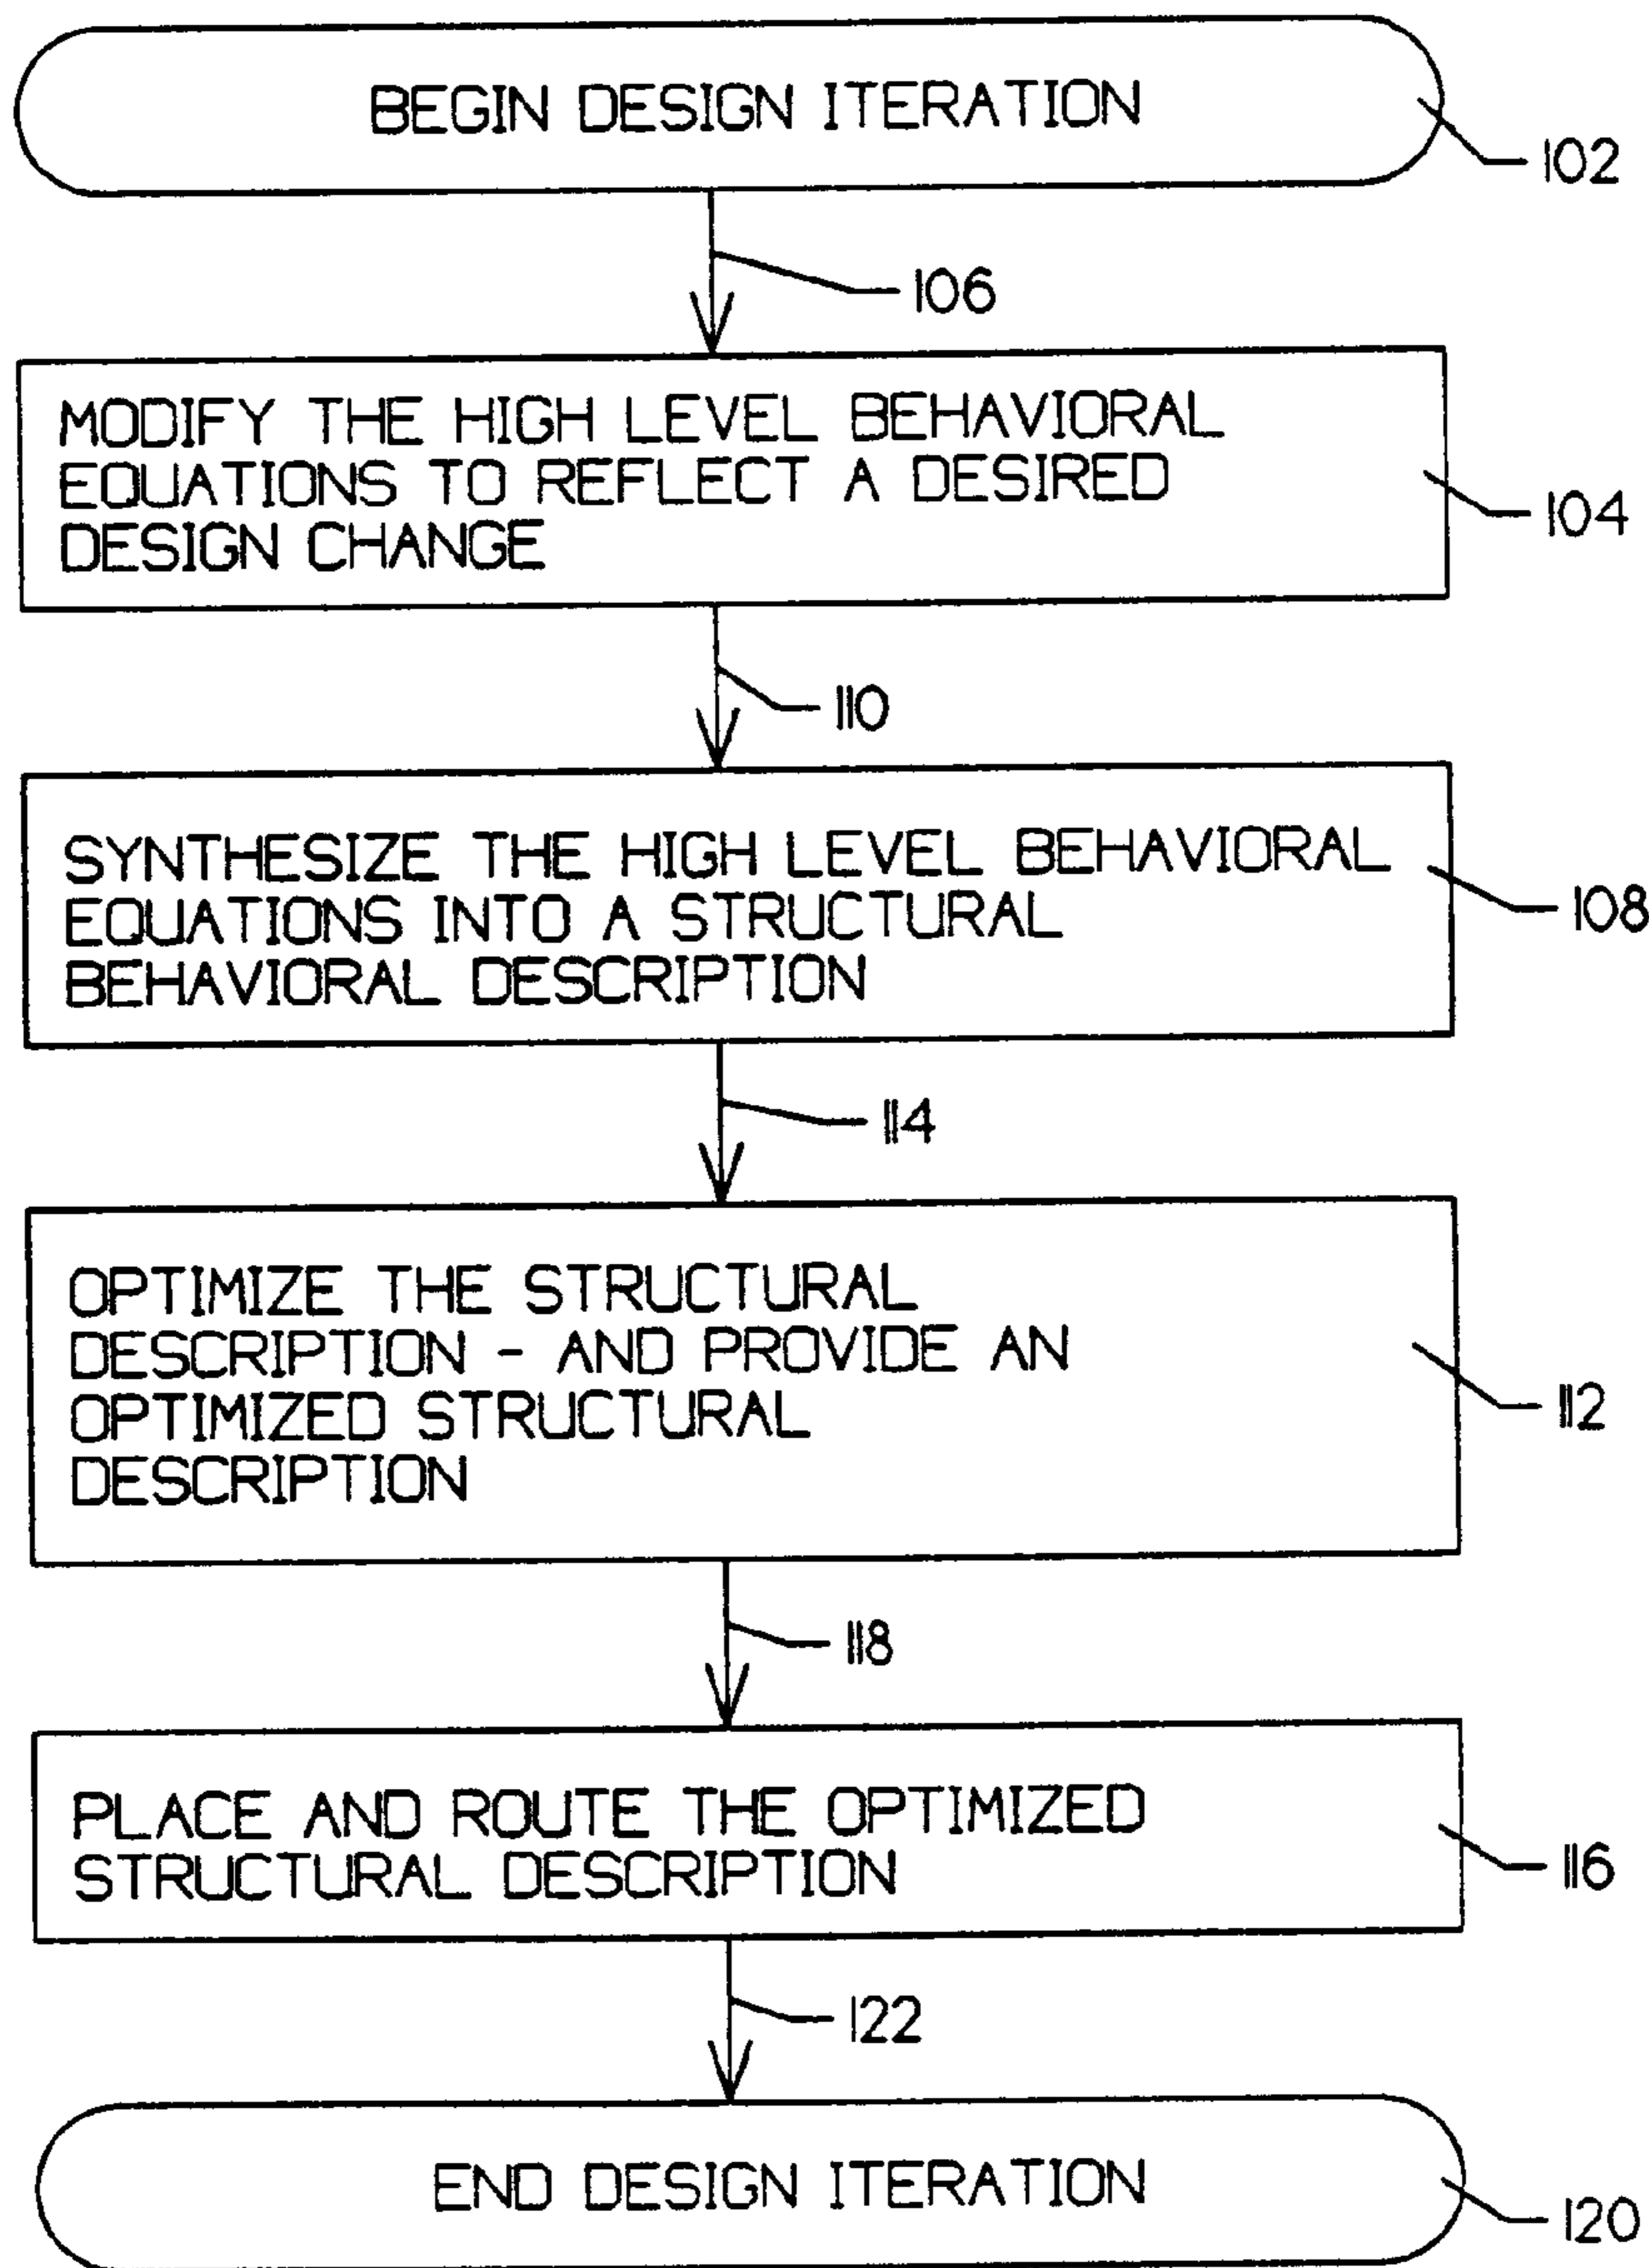 BEGIN DESIGN ITERATION
102
106
MODIFY THE HIGH LEVEL BEHAVIORAL
EQUATIONS TO REFLECT A DESIRED
DESIGN CHANGE
104
110
SYNTHESIZE THE HIGH LEVEL BEHAVIORAL
EQUATIONS INTO A STRUCTURAL
BEHAVIORAL DESCRIPTION
108
114
OPTIMIZE THE STRUCTURAL
DESCRIPTION - AND PROVIDE AN
OPTIMIZED STRUCTURAL
DESCRIPTION
112
118
PLACE AND ROUTE THE OPTIMIZED
STRUCTURAL DESCRIPTION
116
122
END DESIGN ITERATION
120